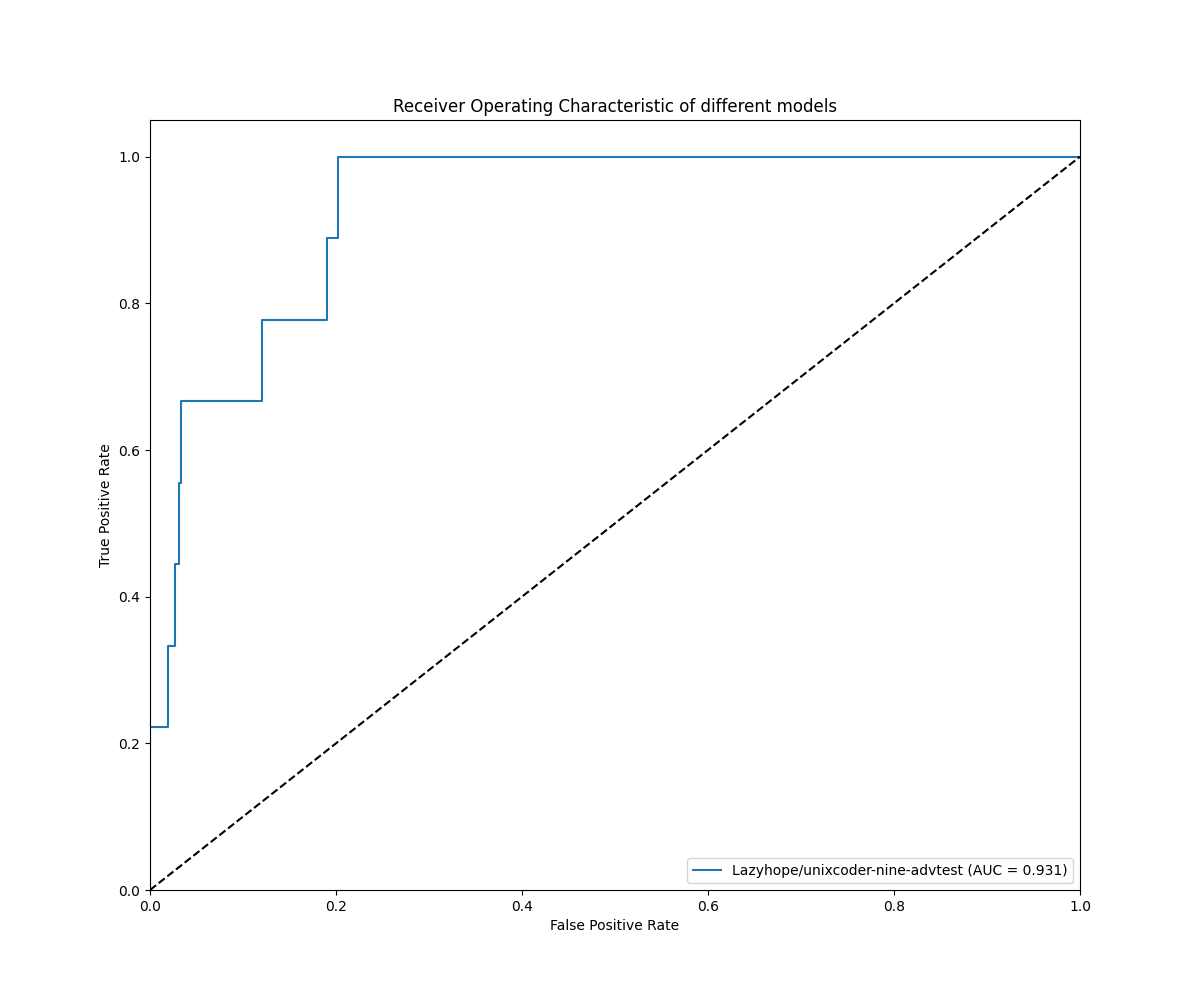 Receiver Operating Characteristic of different models
1.0
0.8
0.6
0.4
0.2
0.0
True Positive Rate
Lazyhope/unixcoder-nine-advtest (AUC = 0.931)
0.0 0.2 0.4 0.6 0.8 1.0
False Positive Rate